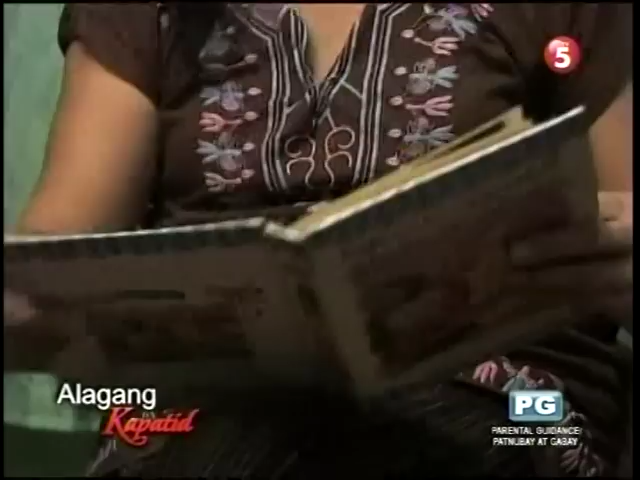 5
Alagang
Kapatid
PG
PARENTAL GUIDANCE
PATNUBAY AT GABAY